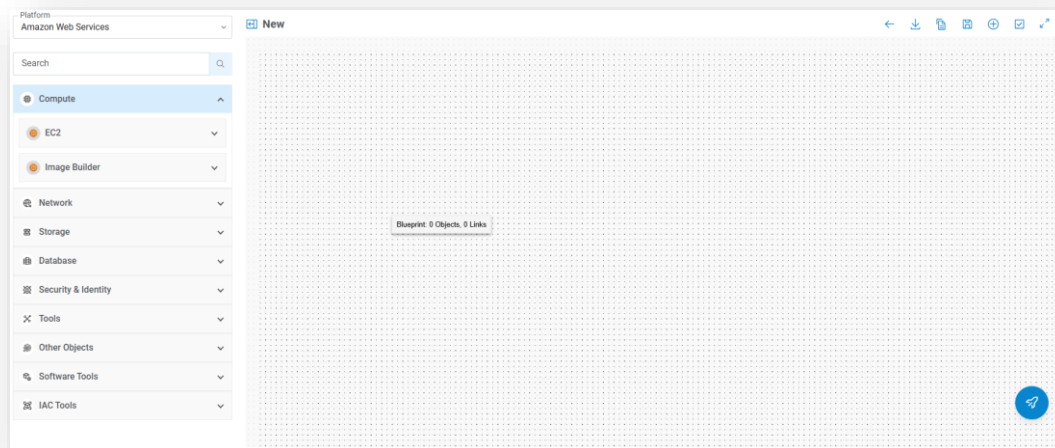 Platform
Amazon Web Services
New
Search
Compute
EC2
Image Builder
Network
Blueprint: 0 Objects, 0 Links
Storage
Database
Security & Identity
Tools
Other Objects
Software Tools
IAC Tools